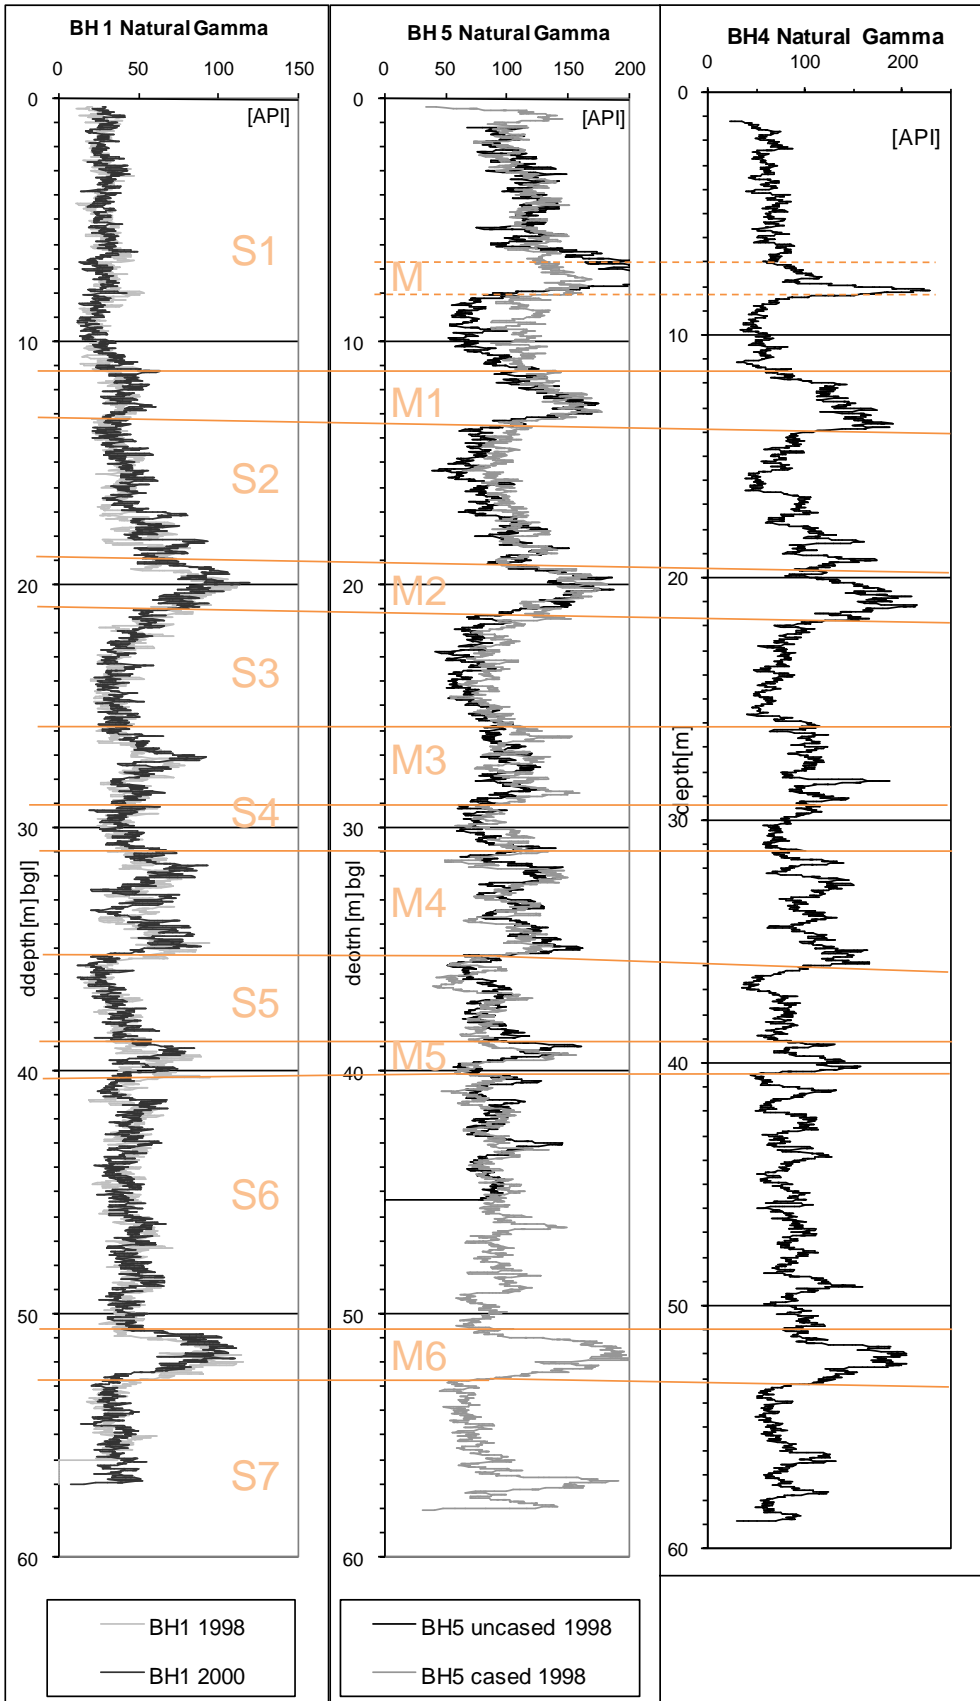 BH 1 Natural Gamma
0 50 100 150
[API]
0
10
20
30
40
50
60
ddepth [m] bgl
S1
S2
S3
S4
S5
S6
S7
BH1 1998
BH1 2000
BH 5 Natural Gamma
0 50 100 150 200
[API]
0
10
20
30
40
50
60
deotrh [m] bgl
M
M1
M2
M3
M4
M5
M6
BH5 uncased 1998
BH5 cased 1998
BH4 Natural Gamma
0 100 200
[API]
0
10
20
30
40
50
60
depth[m]